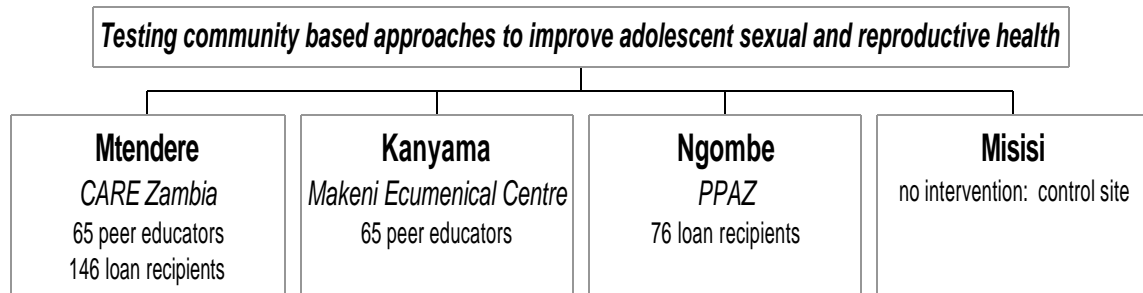 Testing community based approaches to improve adolescent sexual and reproductive health
Mtendere
CARE Zambia
65 peer educators
146 loan recipients
Kanyama
Makeni Ecumenical Centre
65 peer educators
Ngombe
PPAZ
76 loan recipients
Misisi
no intervention: control site